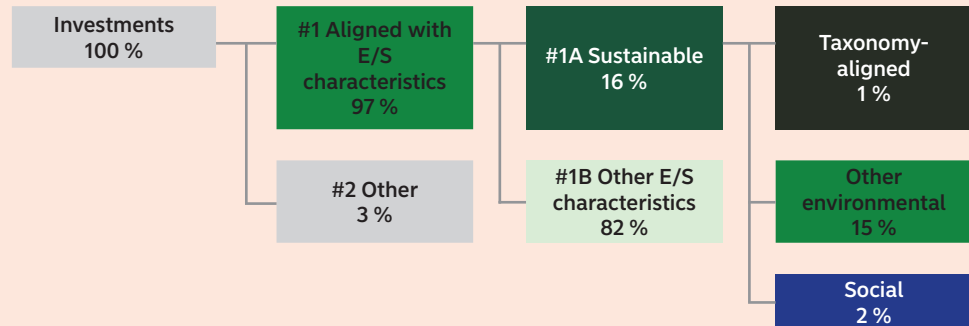 Investments
100 %
#1 Aligned with
E/S
characteristics
97 %
#2 Other
3 %
#1A Sustainable
16 %
#1B Other E/S
characteristics
82 %
Taxonomy-
aligned
1 %
Other
environmental
15 %
Social
2 %